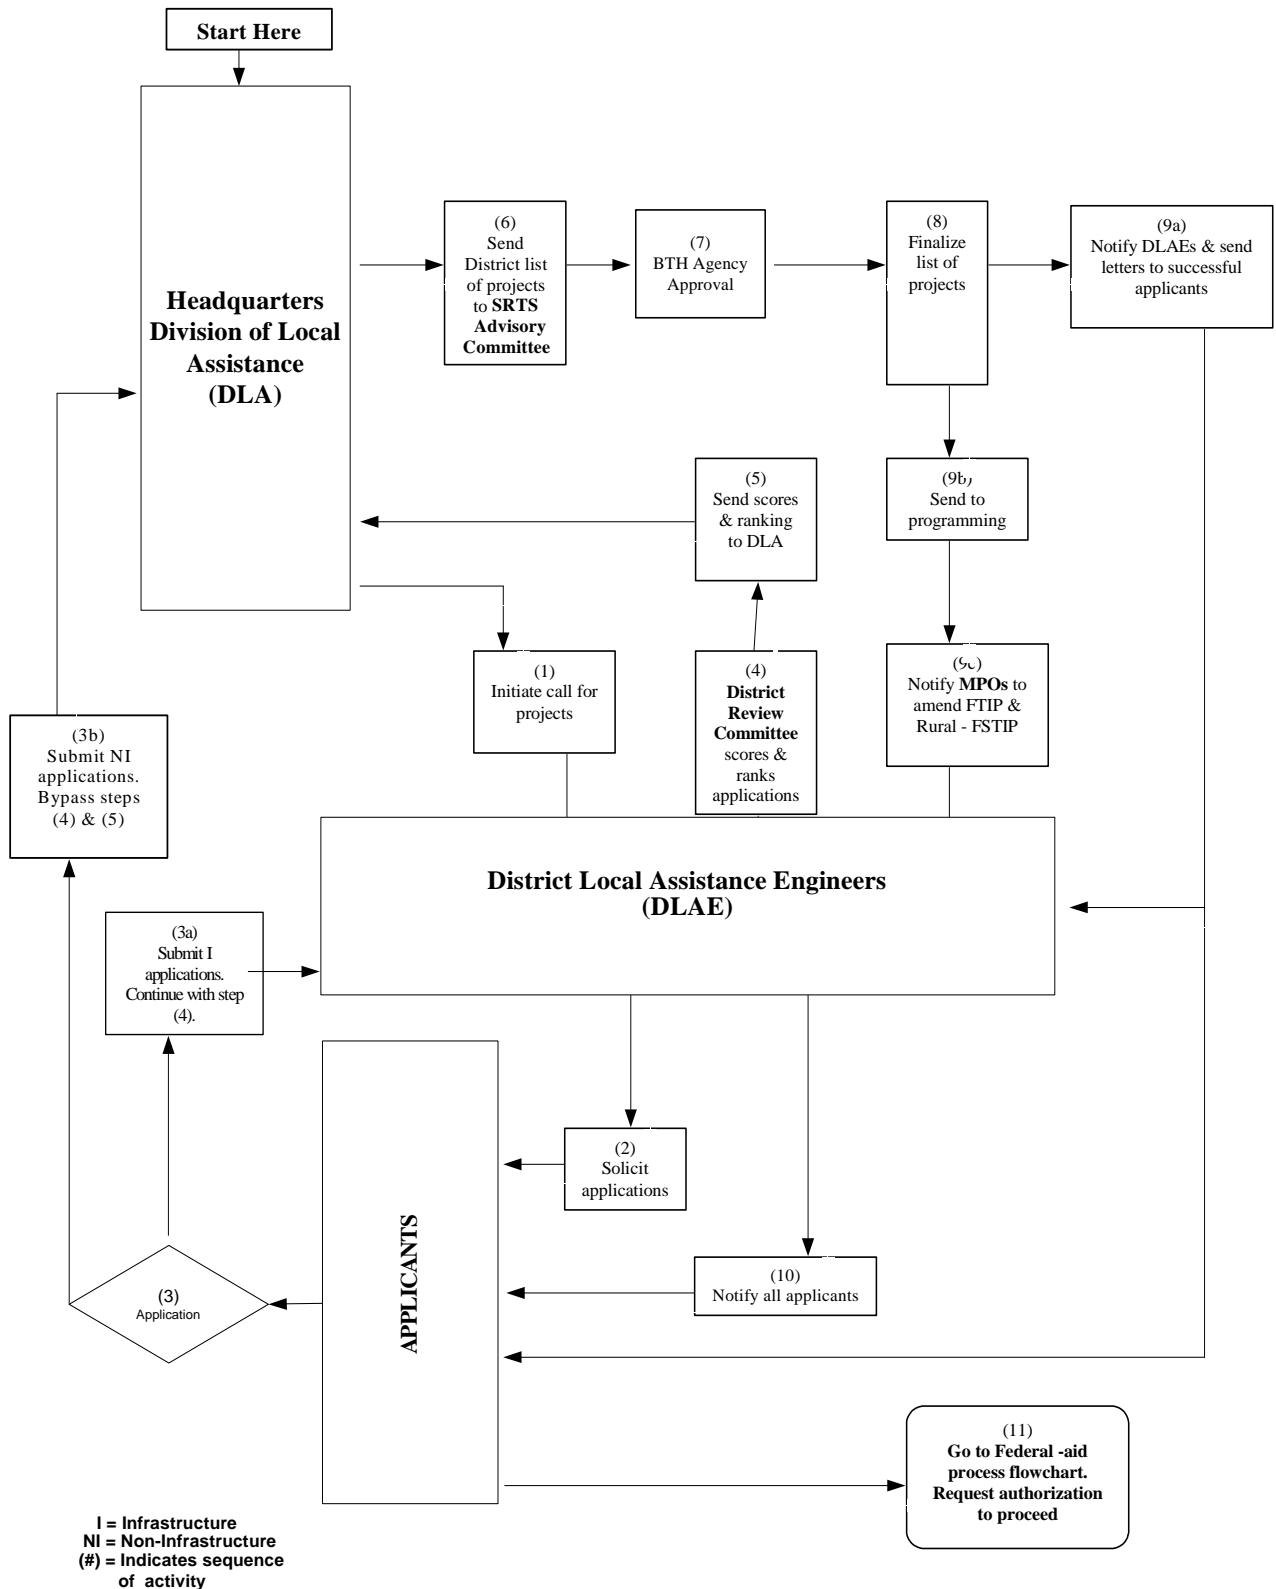 Start Here
Headquarters
Division of Local
Assistance
(DLA)
(6)
Send
District list
of projects
to SRTS
Advisory
Committee
(7)
BTH Agency
Approval
(8)
Finalize
list of
projects
(9a)
Notify DLAEs & send
letters to successful
applicants
(5)
Send scores
& ranking
to DLA
(9b)
Send to
programming
(1)
Initiate call for
projects
(4)
District
Review
Committee
scores &
ranks
applications
(9c)
Notify MPOs to
amend FTIP &
Rural - FSTIP
(3b)
Submit NI
applications.
Bypass steps
(4) & (5)
District Local Assistance Engineers
(DLAE)
(3a)
Submit I
applications.
Continue with step
(4).
(2)
Solicit
applications
APPLICANTS
(10)
Notify all applicants
(3)
Application
(11)
Go to Federal -aid
process flowchart.
Request authorization
to proceed
I = Infrastructure
NI = Non-Infrastructure
(#) = Indicates sequence
of activity